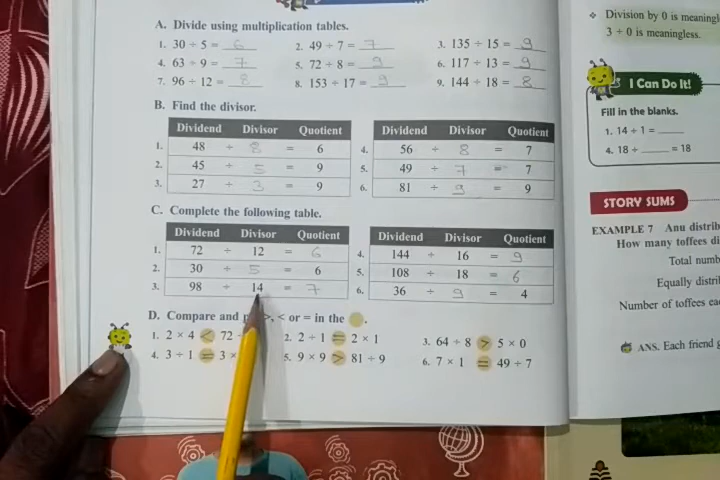 A. Divide using multiplication tables.
1. 30 ÷ 5 = 6 2. 49 ÷ 7 = 7 3. 135 ÷ 15 = 9
4. 63 ÷ 9 = 7 5. 72 ÷ 8 = 9 6. 117 ÷ 13 = 9
7. 96 ÷ 12 = 8 8. 153 ÷ 17 = 9 9. 144 ÷ 18 = 8
B. Find the divisor.
Dividend Divisor Quotient
1. 48 ÷ 8 = 6
2. 45 ÷ 5 = 9
3. 27 ÷ 3 = 9
Dividend Divisor Quotient
4. 56 ÷ 8 = 7
5. 49 ÷ 7 = 7
6. 81 ÷ 9 = 9
C. Complete the following table.
Dividend Divisor Quotient
1. 72 ÷ 12 = 6
2. 30 ÷ 5 = 6
3. 98 ÷ 14 = 7
Dividend Divisor Quotient
4. 144 ÷ 16 = 9
5. 108 ÷ 18 = 6
6. 36 ÷ 9 = 4
D. Compare and >, < or = in the .
1. 2 × 4 < 72 2. 2 ÷ 1 = 2 × 1 3. 64 ÷ 8 > 5 × 0
4. 3 ÷ 1 = 3 × 5. 9 × 9 > 81 ÷ 9 6. 7 × 1 = 49 ÷ 7
Division by 0 is meaningl
3 ÷ 0 is meaningless.
I Can Do It!
Fill in the blanks.
1. 14 ÷ 1 = ____
4. 18 ÷ ____ = 18
STORY SUMS
EXAMPLE 7 Anu distrib
How many toffees di
Total numb
Equally distri
Number of toffees ea
ANS. Each friend g